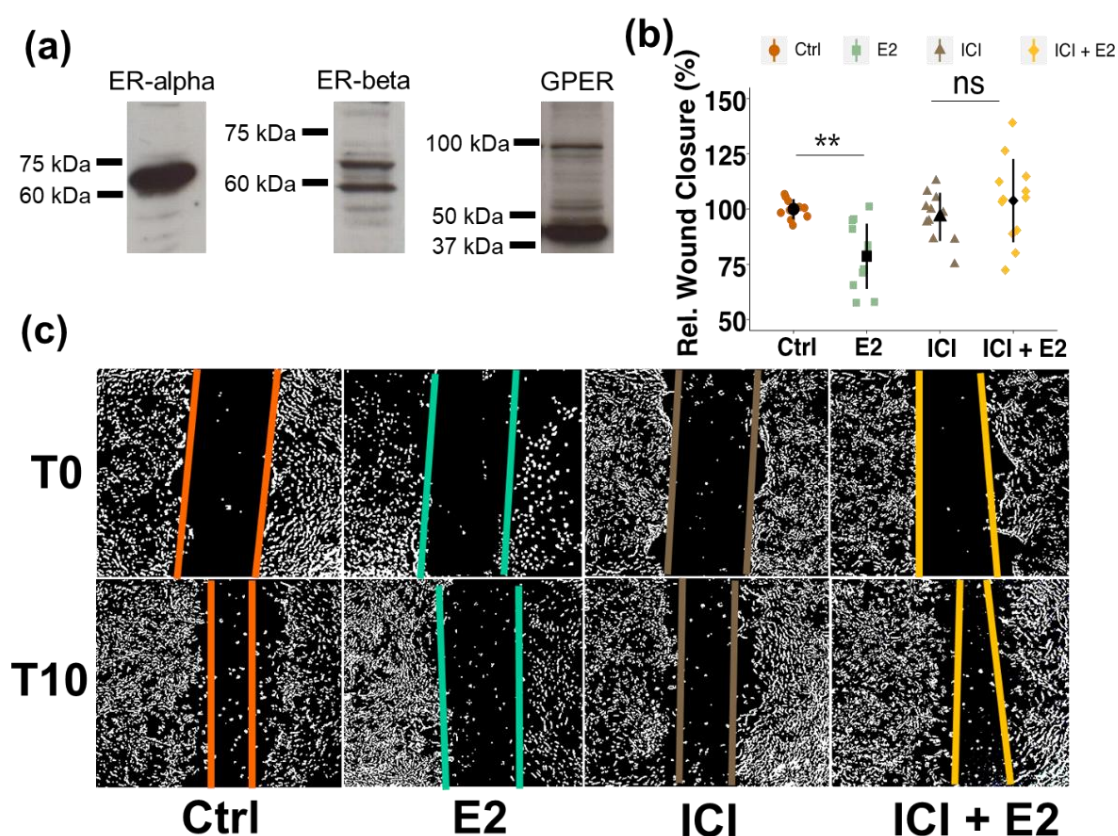 (a)
ER-alpha
75 kDa
60 kDa
ER-beta
75 kDa
60 kDa
GPER
100 kDa
50 kDa
37 kDa
(b)
Ctrl E2 ICI ICI + E2
Rel. Wound Closure (%)
150
125
100
75
50
**
ns
Ctrl E2 ICI ICI + E2
(c)
T0
T10
Ctrl E2 ICI ICI + E2